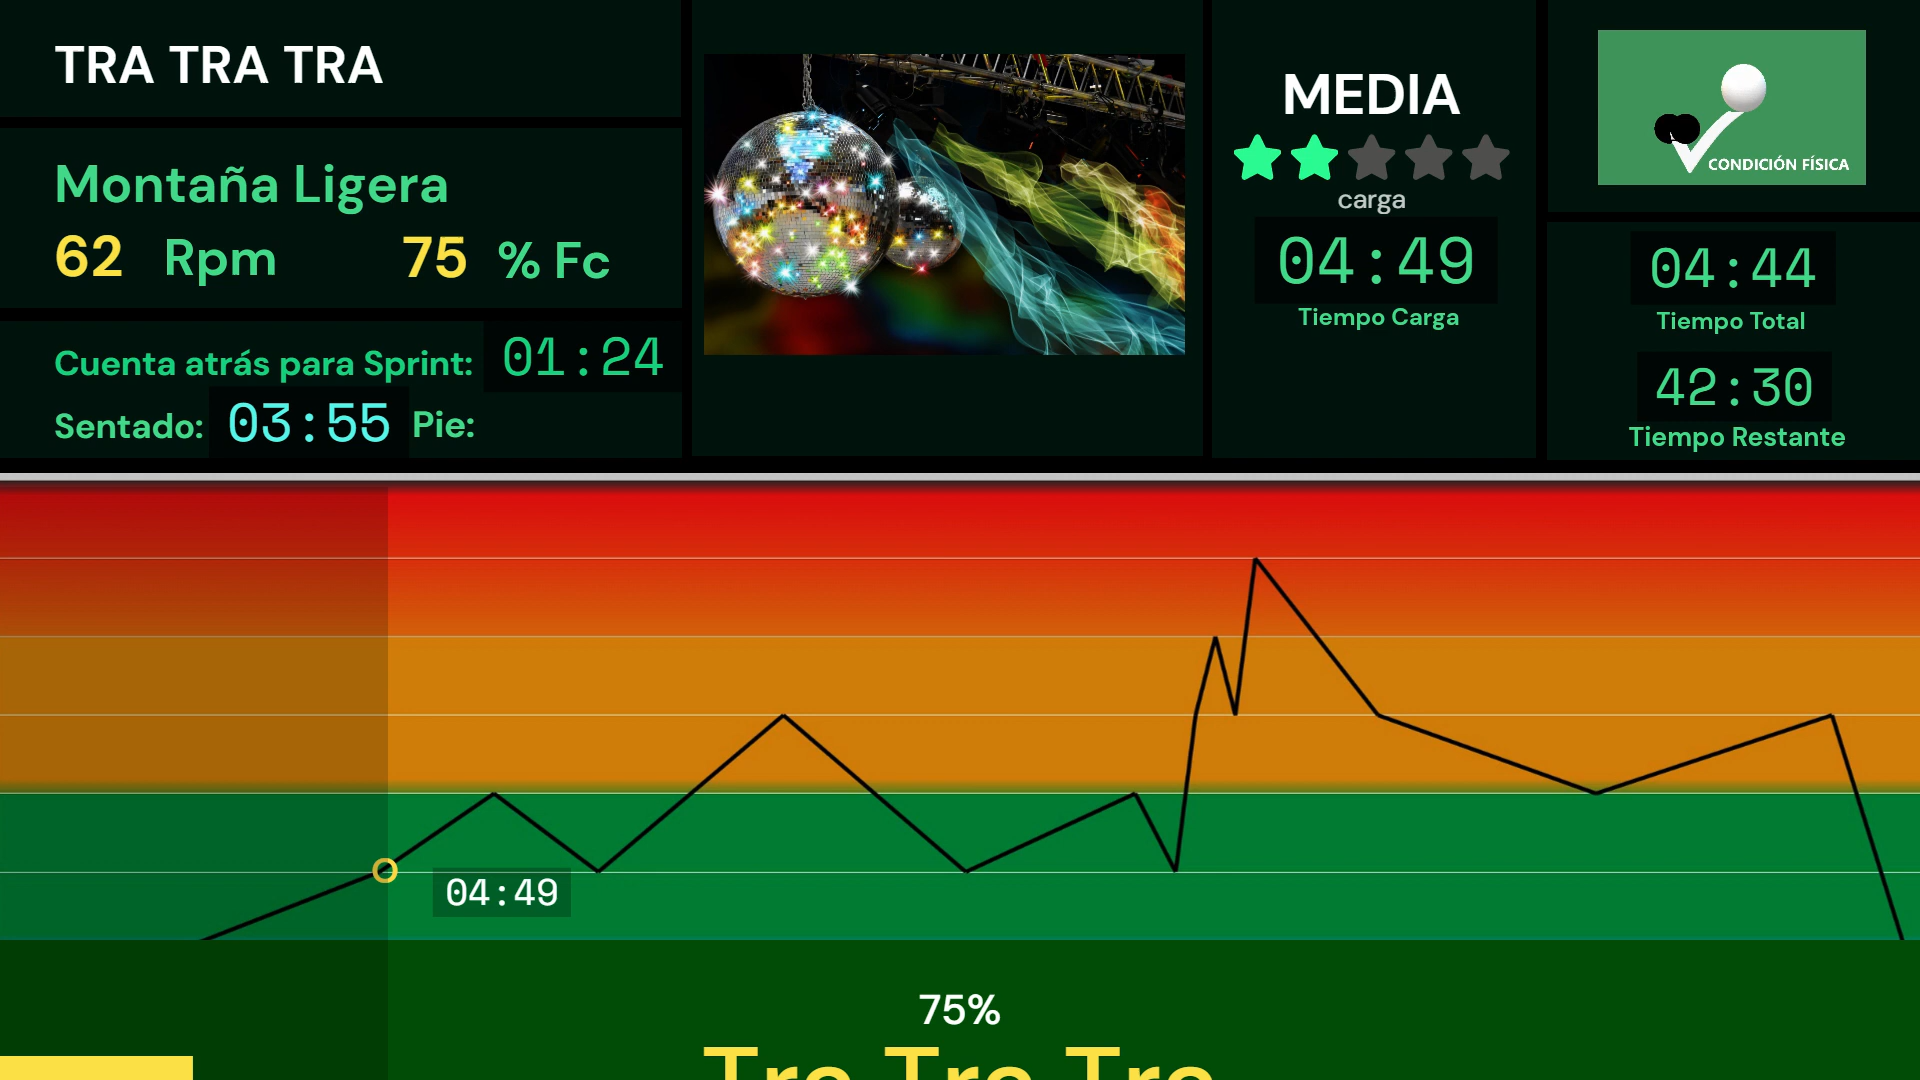 TRA TRA TRA
Montaña Ligera
62 Rpm 75 % Fc
Cuenta atrás para Sprint: 01:24
Sentado: 03:55 Pie:
MEDIA
carga
04:49
Tiempo Carga
CONDICIÓN FÍSICA
04:44
Tiempo Total
42:30
Tiempo Restante
04:49
75%
Tra Tra Tra